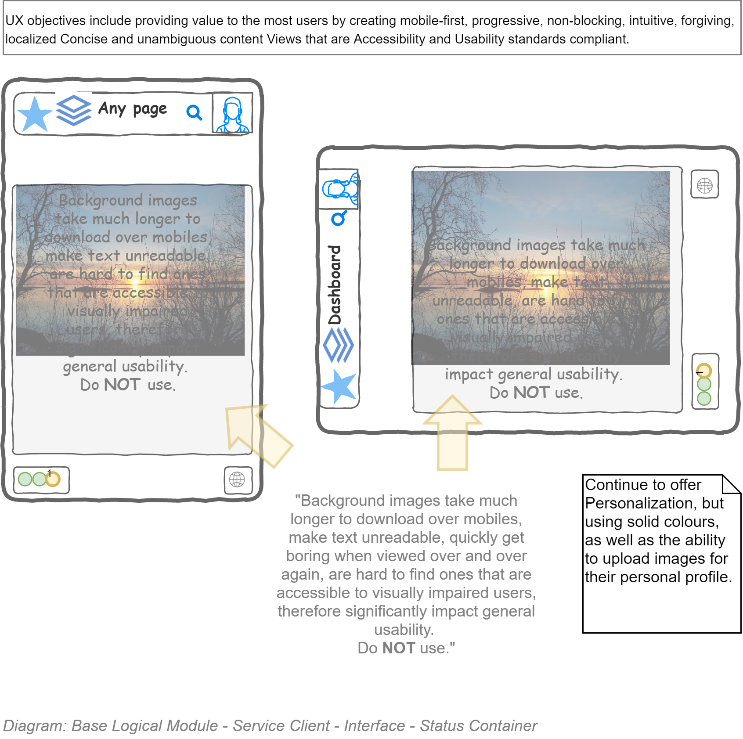 UX objectives include providing value to the most users by creating mobile-first, progressive, non-blocking, intuitive, forgiving,
localized Concise and unambiguous content Views that are Accessibility and Usability standards compliant.
Any page
Background images
take much longer to
download over mobiles,
make text unreadable,
are hard to find ones
that are accessible
visually impaired
users, therefore
general usability.
Do NOT use.
1
Dashboard
Background images take much
longer to download over
mobiles, make text
unreadable, are hard to
ones that are accessible
visually impaired
impact general usability.
Do NOT use.
"Background images take much
longer to download over mobiles,
make text unreadable, quickly get
boring when viewed over and over
again, are hard to find ones that are
accessible to visually impaired users,
therefore significantly impact general
usability.
Do NOT use."
Continue to offer
Personalization, but
using solid colours,
as well as the ability
to upload images for
their personal profile.
Diagram: Base Logical Module - Service Client - Interface - Status Container